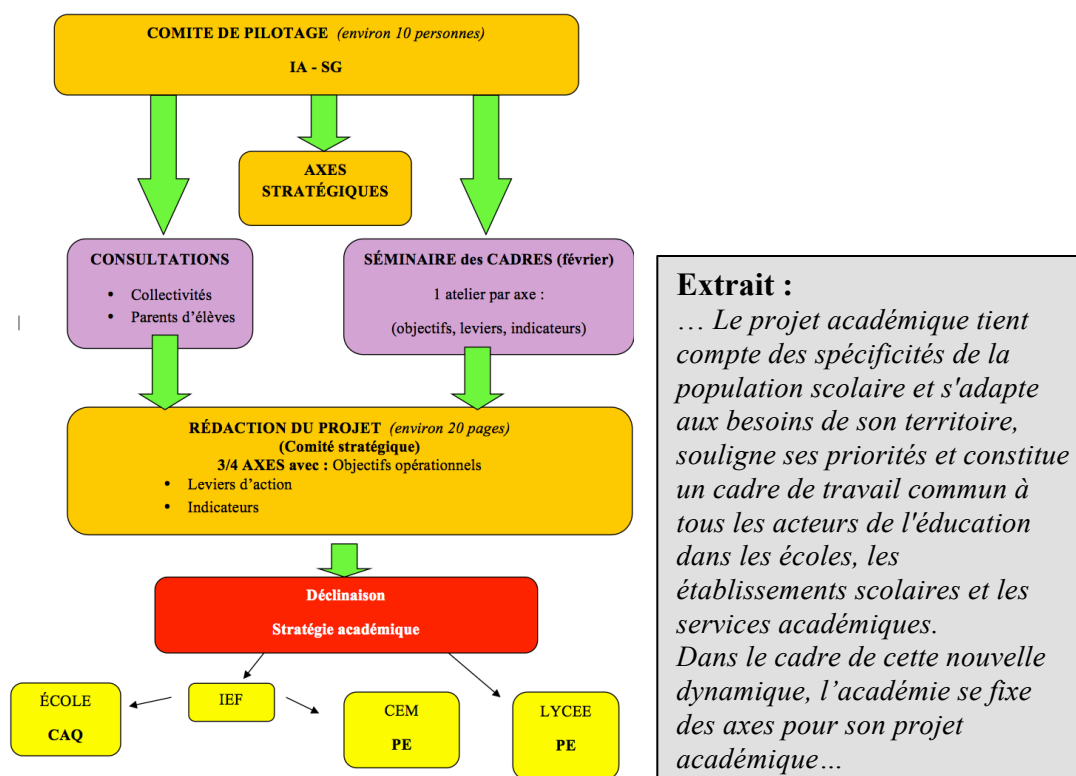 COMITE DE PILOTAGE (environ 10 personnes)
IA - SG
AXES
STRATÉGIQUES
CONSULTATIONS
• Collectivités
• Parents d'élèves
SÉMINAIRE des CADRES (février)
1 atelier par axe :
(objectifs, leviers, indicateurs)
RÉDACTION DU PROJET (environ 20 pages)
(Comité stratégique)
3/4 AXES avec : Objectifs opérationnels
• Leviers d'action
• Indicateurs
Déclinaison
Stratégie académique
ÉCOLE
CAQ
IEF
CEM
PE
LYCEE
PE
Extrait :
… Le projet académique tient
compte des spécificités de la
population scolaire et s'adapte
aux besoins de son territoire,
souligne ses priorités et constitue
un cadre de travail commun à
tous les acteurs de l'éducation
dans les écoles, les
établissements scolaires et les
services académiques.
Dans le cadre de cette nouvelle
dynamique, l’académie se fixe
des axes pour son projet
académique…